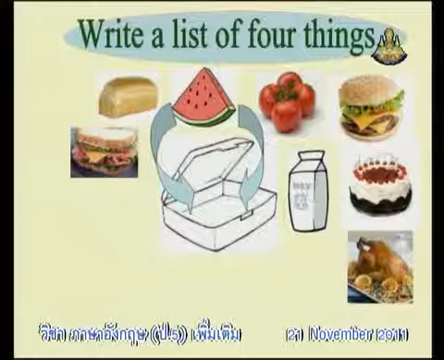 Write a list of four things
วิชา ภาษาอังกฤษ (ป.5) เพิ่มเติม
21 November 2011